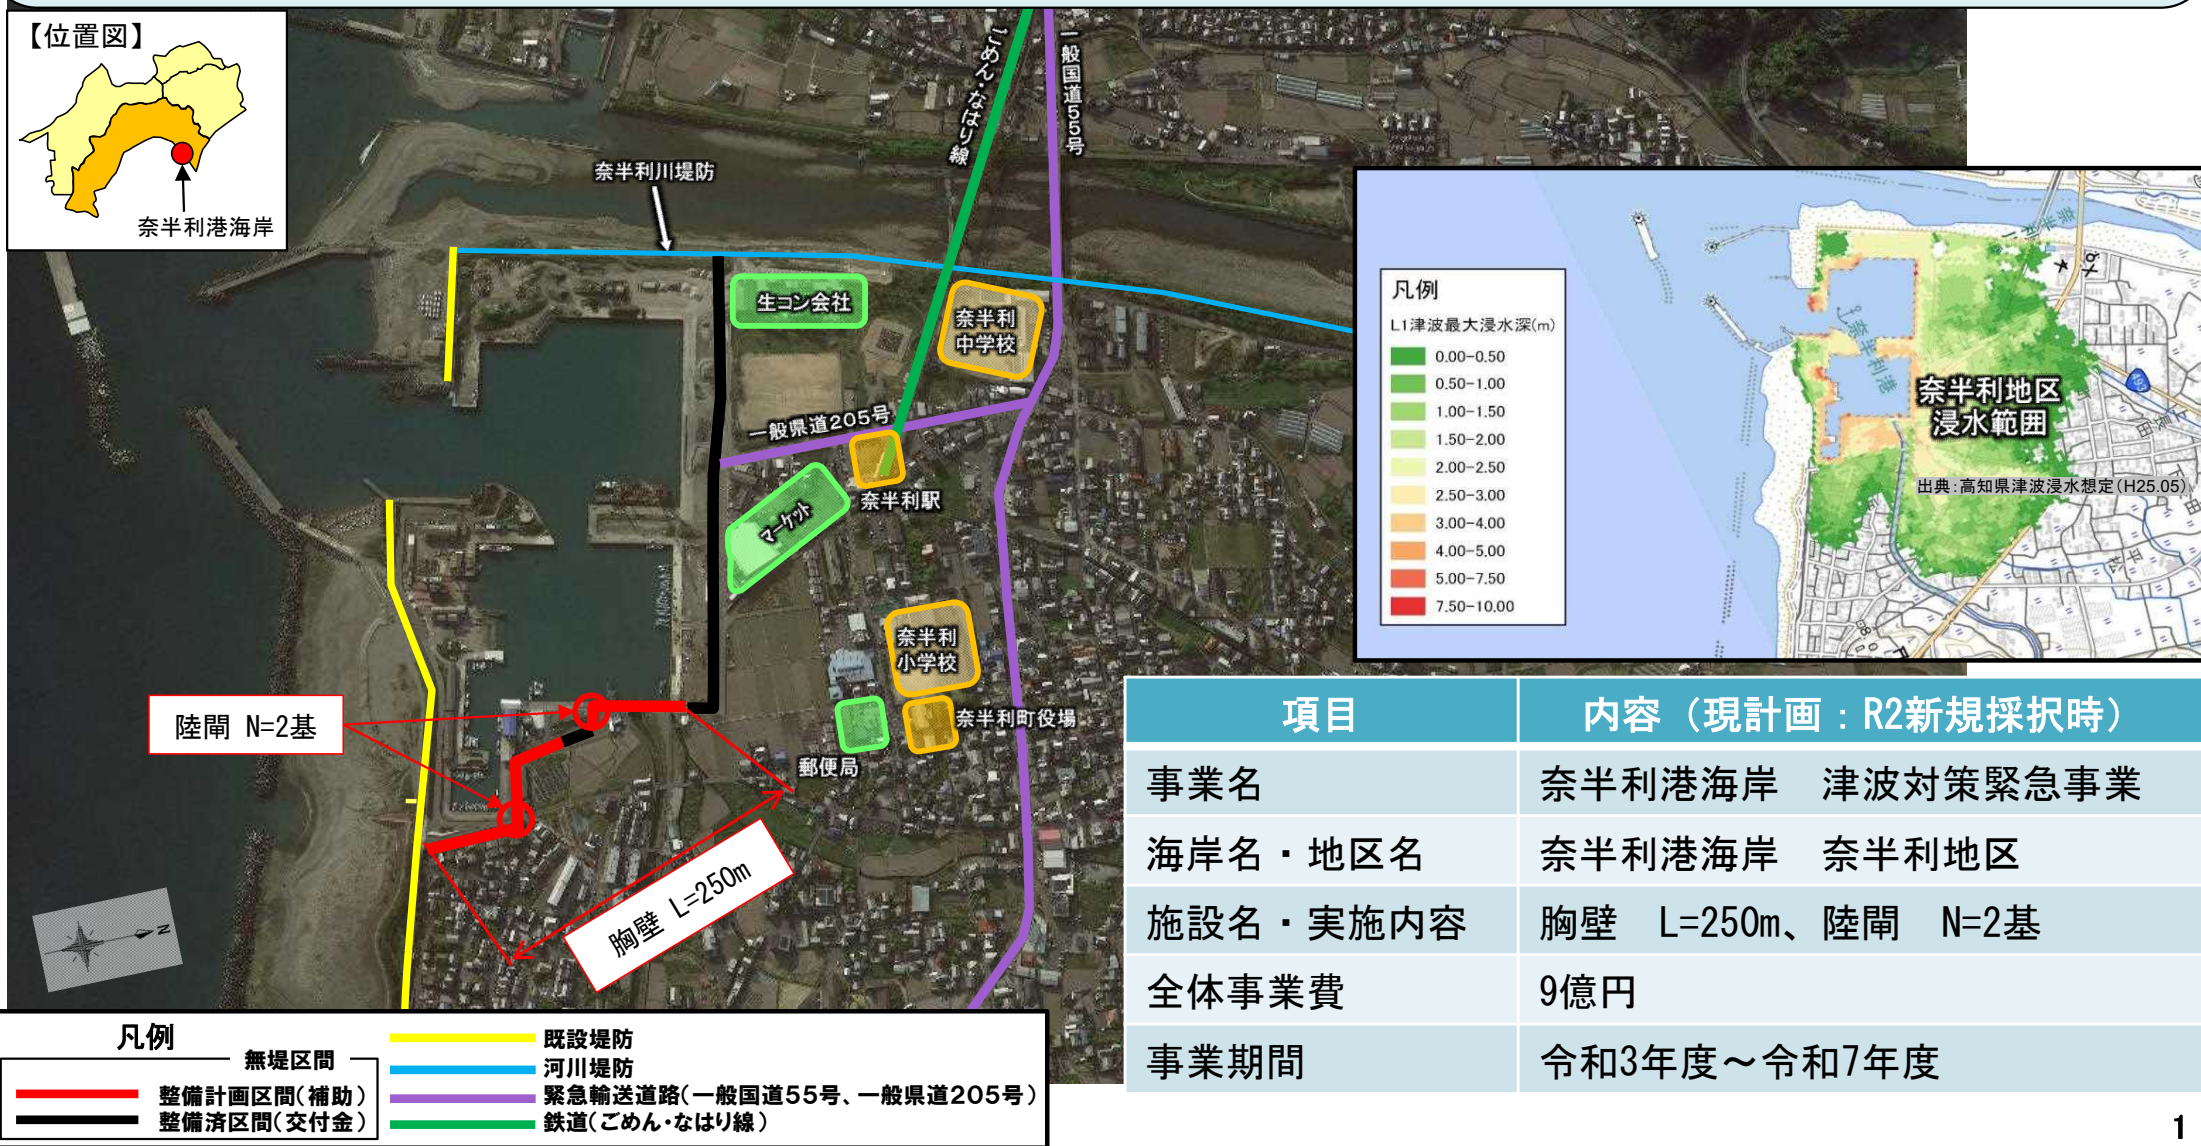 【位置図】
奈半利港海岸
ごめん・なはり線
一般国道55号
奈半利川堤防
生コン会社
奈半利
中学校
一般県道205号
奈半利駅
マーケット
奈半利
小学校
奈半利町役場
郵便局
陸閘 N=2基
胸壁 L=250m
N
凡例
L1津波最大浸水深(m)
0.00-0.50
0.50-1.00
1.00-1.50
1.50-2.00
2.00-2.50
2.50-3.00
3.00-4.00
4.00-5.00
5.00-7.50
7.50-10.00
奈半利港
493
奈半利地区
浸水範囲
出典:高知県津波浸水想定(H25.05)
項目 内容（現計画：R2新規採択時）
事業名 奈半利港海岸 津波対策緊急事業
海岸名・地区名 奈半利港海岸 奈半利地区
施設名・実施内容 胸壁 L=250m、陸閘 N=2基
全体事業費 9億円
事業期間 令和3年度～令和7年度
凡例
無堤区間
整備計画区間(補助)
整備済区間(交付金)
既設堤防
河川堤防
緊急輸送道路(一般国道55号、一般県道205号)
鉄道(ごめん・なはり線)
1